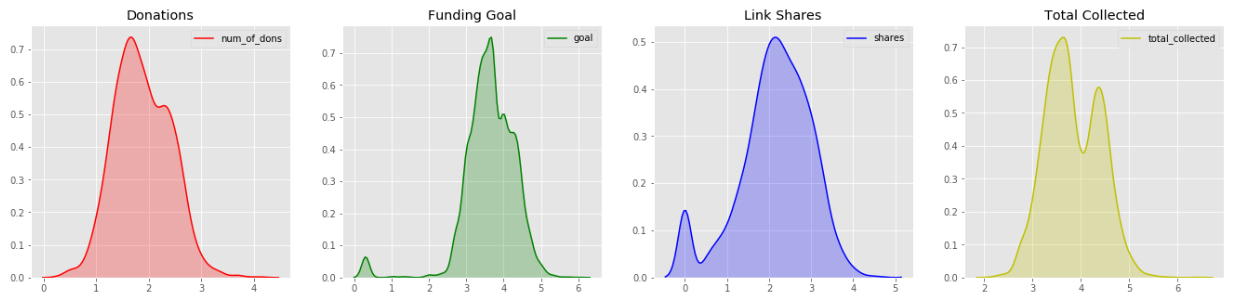 Donations
num_of_dons
0.7
0.6
0.5
0.4
0.3
0.2
0.1
0.0
0 1 2 3 4
Funding Goal
goal
0.7
0.6
0.5
0.4
0.3
0.2
0.1
0.0
0 1 2 3 4 5 6
Link Shares
shares
0.5
0.4
0.3
0.2
0.1
0.0
0 1 2 3 4 5
Total Collected
total_collected
0.7
0.6
0.5
0.4
0.3
0.2
0.1
0.0
2 3 4 5 6